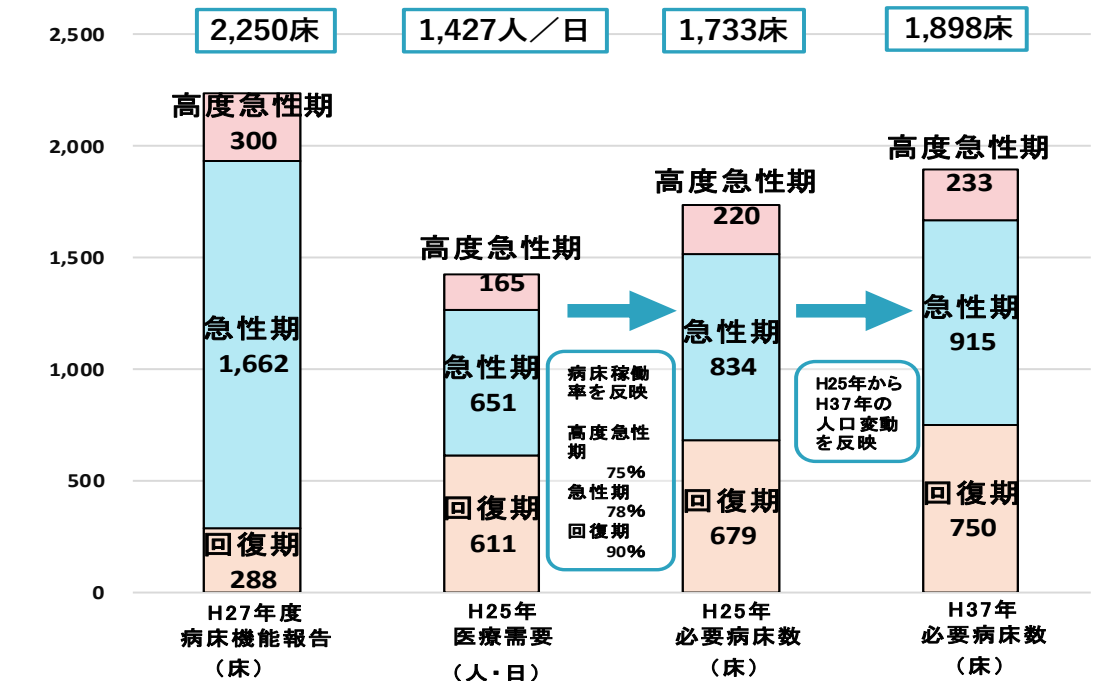 2,250床
1,427人／日
1,733床
1,898床
2,500
2,000
1,500
1,000
500
0
高度急性期
300
急性期
1,662
回復期
288
高度急性期
165
急性期
651
回復期
611
病床稼働
率を反映
高度急性
期
75%
急性期
78%
回復期
90%
高度急性期
220
急性期
834
回復期
679
H25年から
H37年の
人口変動
を反映
高度急性期
233
急性期
915
回復期
750
H27年度
病床機能報告
（床）
H25年
医療需要
（人・日）
H25年
必要病床数
（床）
H37年
必要病床数
（床）